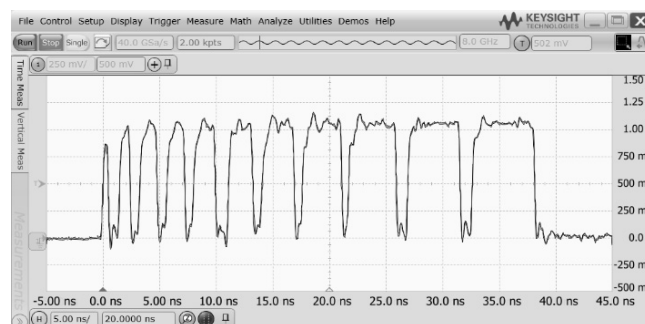 File Control Setup Display Trigger Measure Math Analyze Utilities Demos Help
KEYSIGHT
TECHNOLOGIES
Run Stop Single 40.0 GSa/s 2.00 kpts 8.0 GHz T 502 mV
1 250 mV/ 500 mV
Time Meas Vertical Meas
Measurements
1.50
1.25
1.00
750 m
500 m
250 m
0.0
-250 m
-500 m
-5.00 ns 0.0 ns 5.00 ns 10.0 ns 15.0 ns 20.0 ns 25.0 ns 30.0 ns 35.0 ns 40.0 ns 45.0 ns
H 5.00 ns/ 20.0000 ns